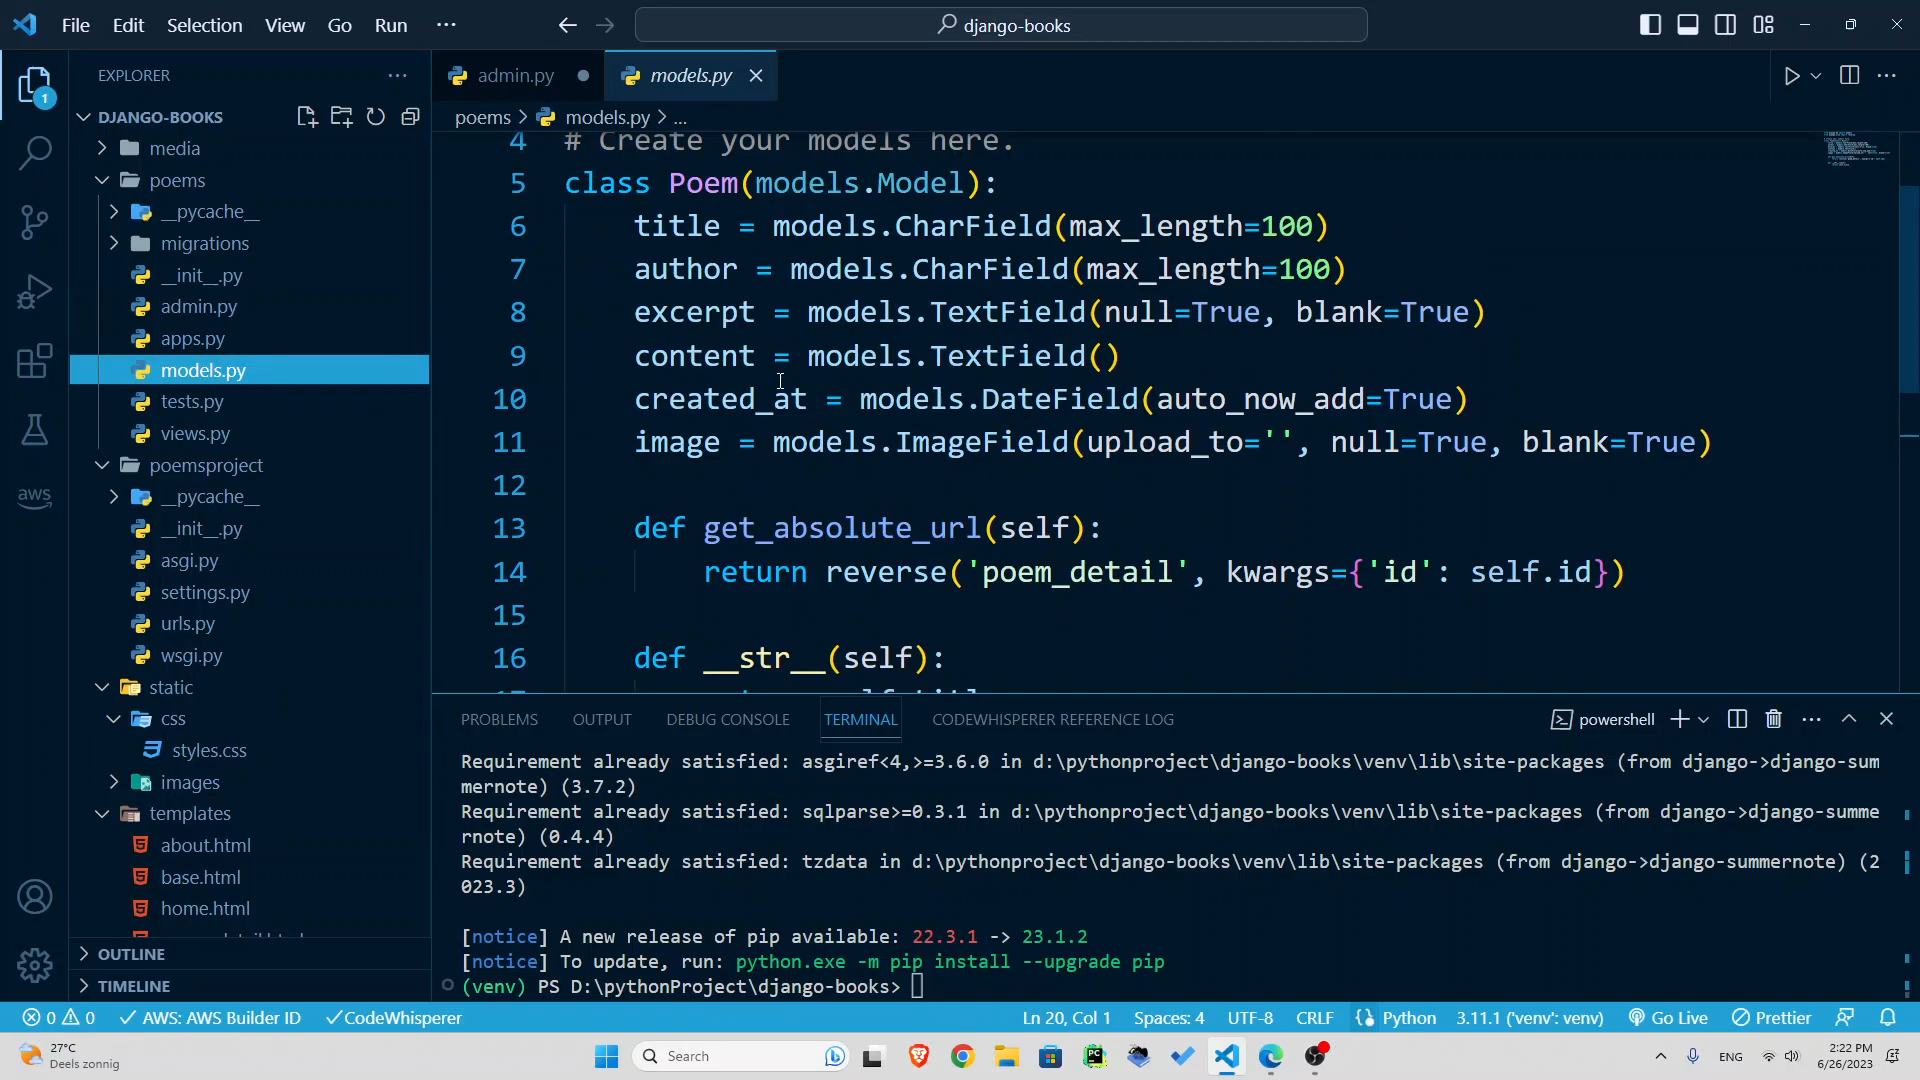 File Edit Selection View Go Run ···
django-books
EXPLORER
DJANGO-BOOKS
media
poems
__pycache__
migrations
__init__.py
admin.py
apps.py
models.py
tests.py
views.py
poemsproject
__pycache__
__init__.py
asgi.py
settings.py
urls.py
wsgi.py
static
css
styles.css
images
templates
about.html
base.html
home.html
OUTLINE
TIMELINE
1
aws
admin.py
models.py
poems > models.py > ...
4 # Create your models here.
5 class Poem(models.Model):
6 title = models.CharField(max_length=100)
7 author = models.CharField(max_length=100)
8 excerpt = models.TextField(null=True, blank=True)
9 content = models.TextField()
10 created_at = models.DateField(auto_now_add=True)
11 image = models.ImageField(upload_to='', null=True, blank=True)
12
13 def get_absolute_url(self):
14 return reverse('poem_detail', kwargs={'id': self.id})
15
16 def __str__(self):
PROBLEMS OUTPUT DEBUG CONSOLE TERMINAL CODEWHISPERER REFERENCE LOG
powershell
Requirement already satisfied: asgiref<4,>=3.6.0 in d:\pythonproject\django-books\venv\lib\site-packages (from django->django-sum
mernote) (3.7.2)
Requirement already satisfied: sqlparse>=0.3.1 in d:\pythonproject\django-books\venv\lib\site-packages (from django->django-summe
rnote) (0.4.4)
Requirement already satisfied: tzdata in d:\pythonproject\django-books\venv\lib\site-packages (from django->django-summernote) (2
023.3)
[notice] A new release of pip available: 22.3.1 -> 23.1.2
[notice] To update, run: python.exe -m pip install --upgrade pip
(venv) PS D:\pythonProject\django-books>
0 0 AWS: AWS Builder ID CodeWhisperer
Ln 20, Col 1 Spaces: 4 UTF-8 CRLF Python 3.11.1 ('venv': venv) Go Live Prettier
27°C
Deels zonnig
Search
PC
ENG
2:22 PM
6/26/2023